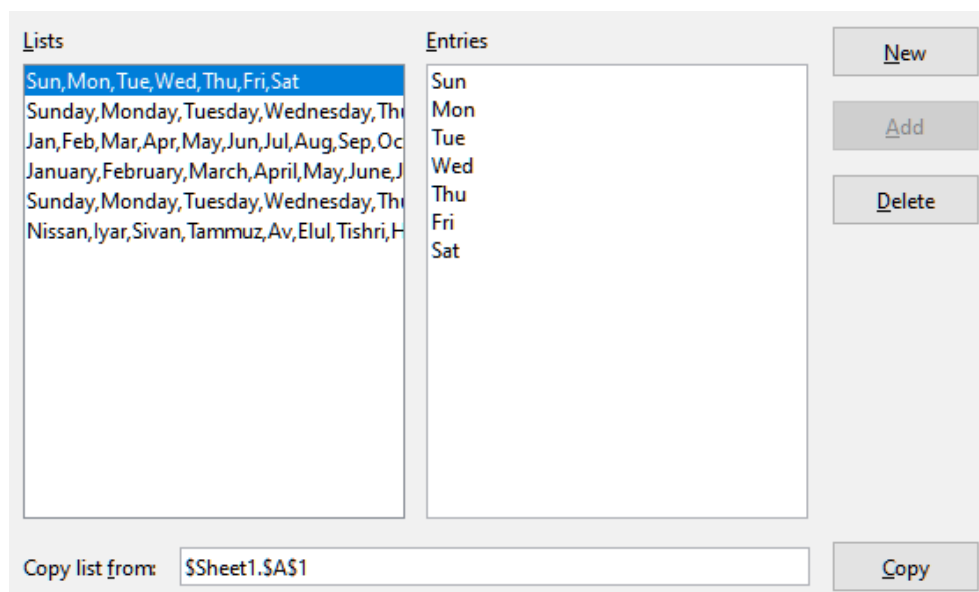 Lists
Sun,Mon,Tue,Wed,Thu,Fri,Sat
Sunday,Monday,Tuesday,Wednesday,Th
Jan,Feb,Mar,Apr,May,Jun,Jul,Aug,Sep,Oc
January,February,March,April,May,June,J
Sunday,Monday,Tuesday,Wednesday,Th
Nissan,Iyar,Sivan,Tammuz,Av,Elul,Tishri,H
Entries
Sun
Mon
Tue
Wed
Thu
Fri
Sat
New
Add
Delete
Copy list from: $Sheet1.$A$1
Copy